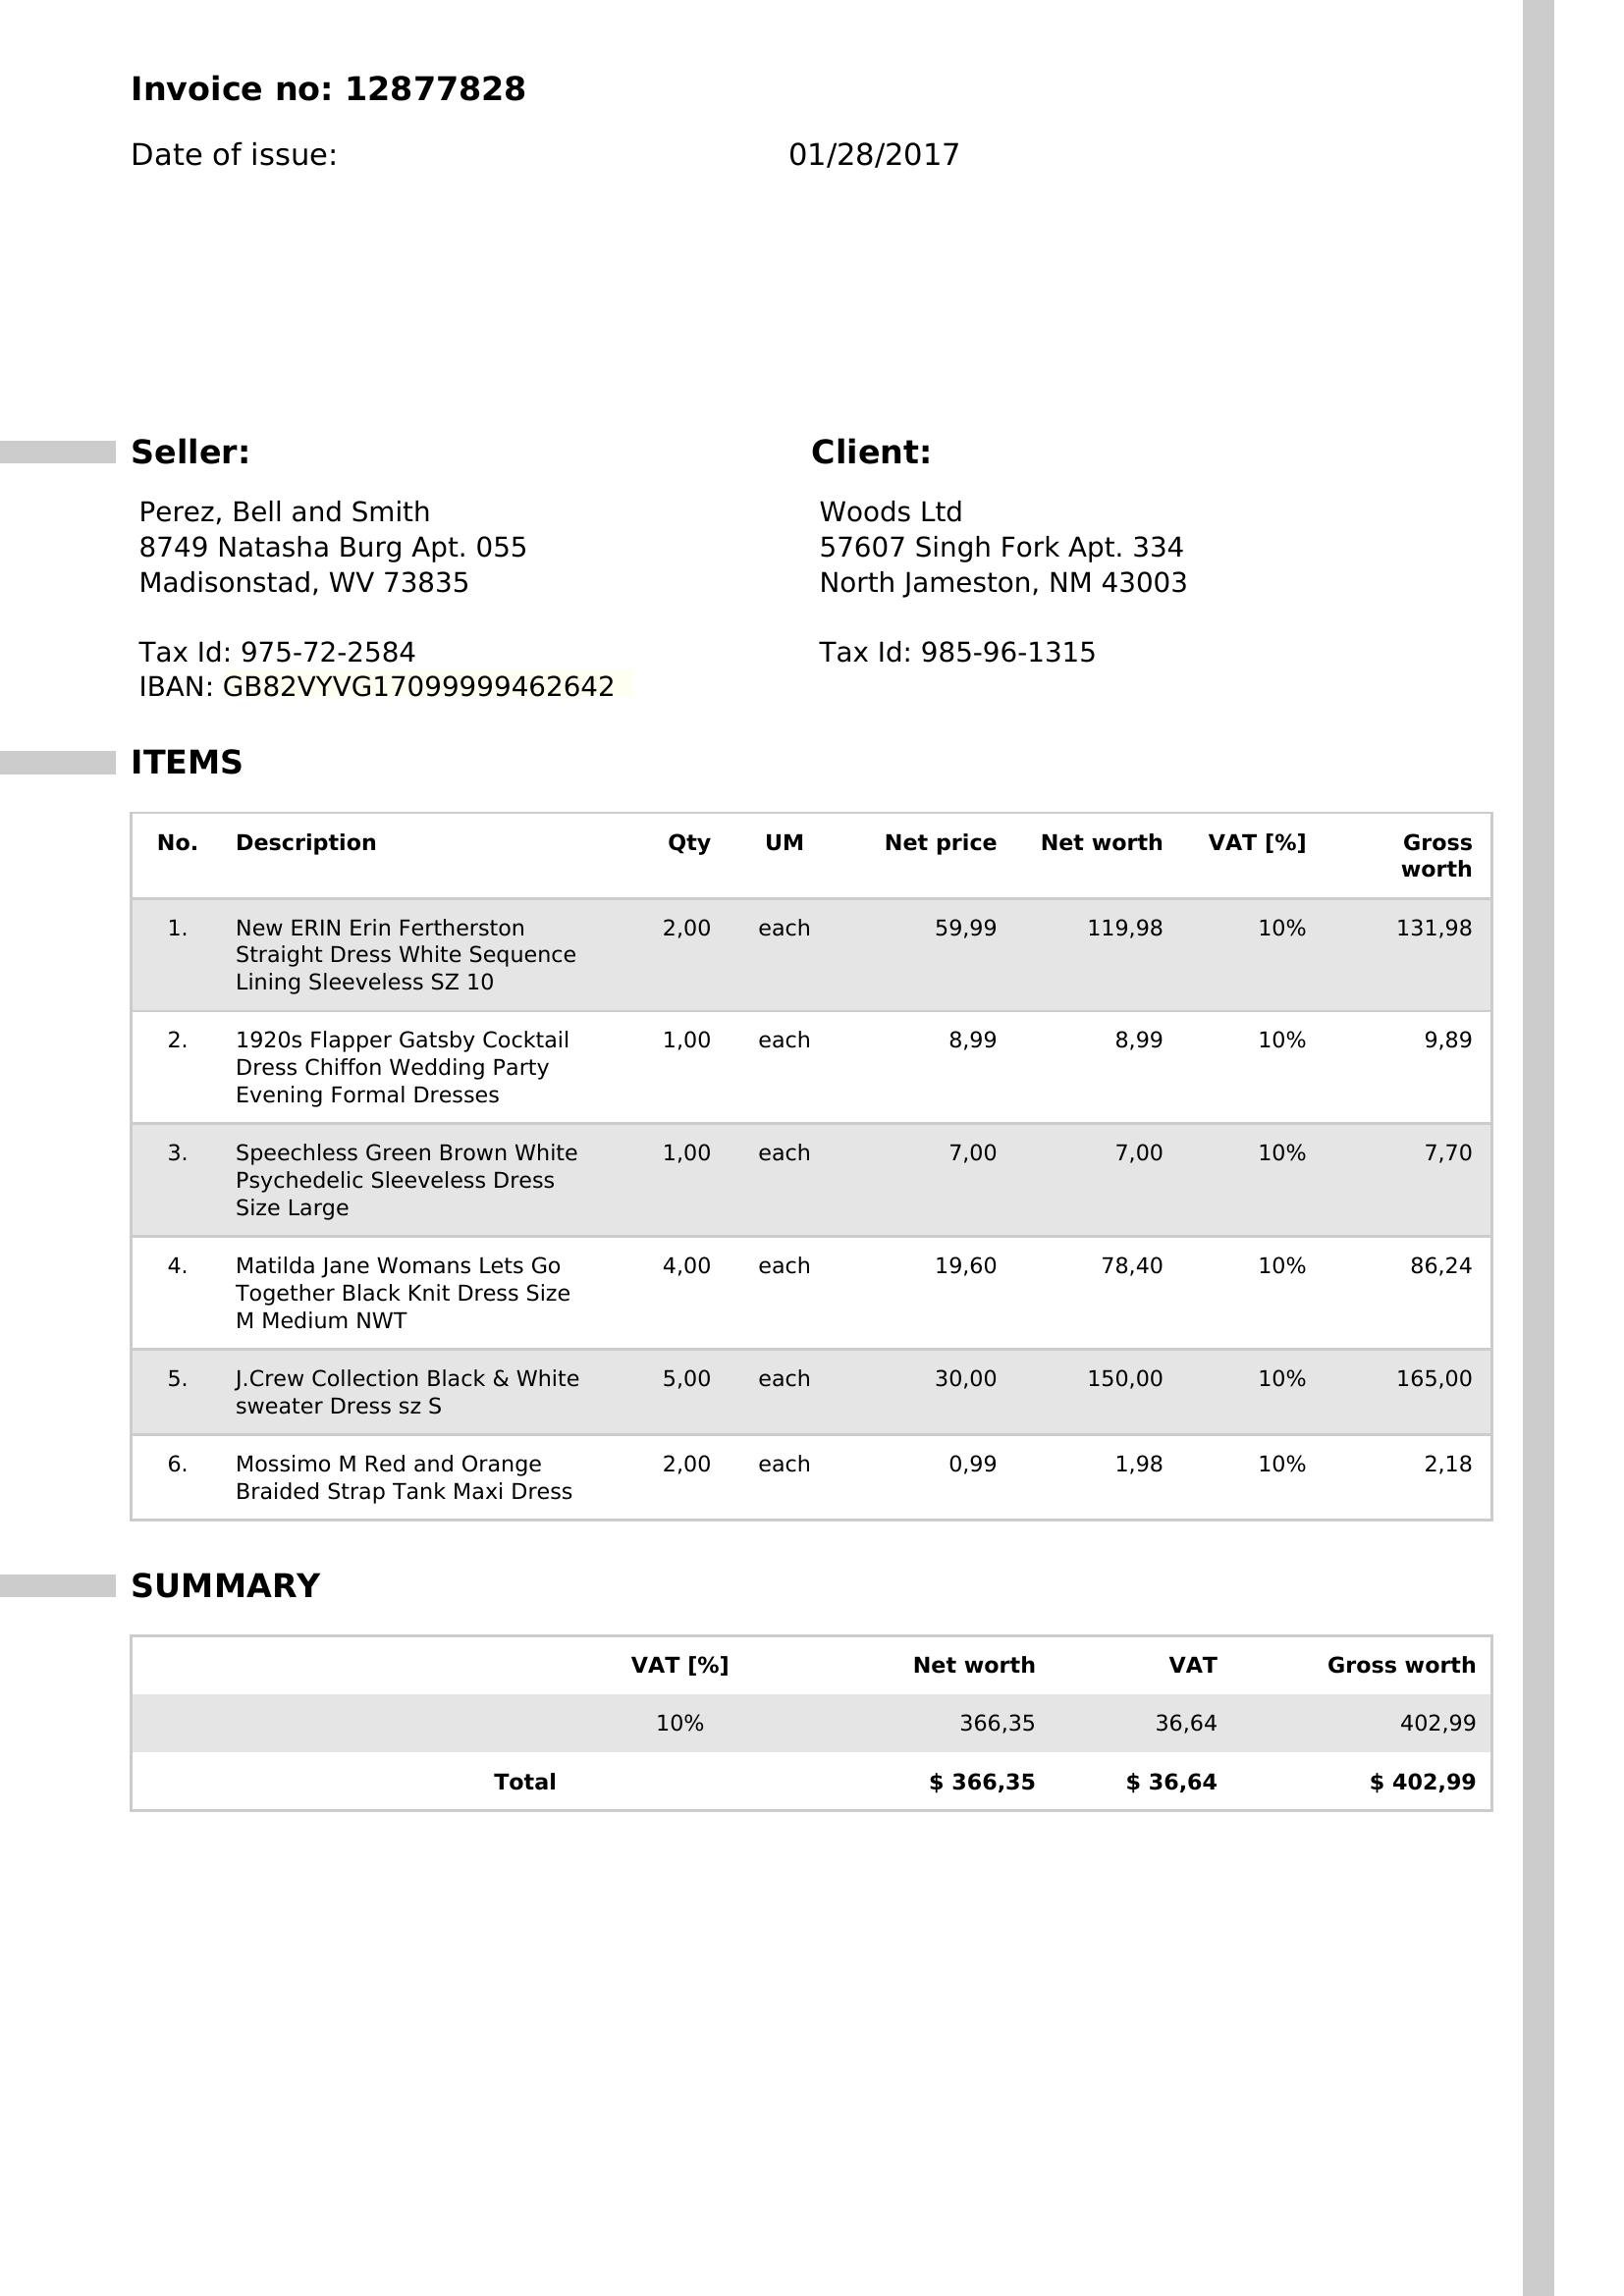 Invoice no: 12877828
Date of issue: 01/28/2017
Seller:
Perez, Bell and Smith
8749 Natasha Burg Apt. 055
Madisonstad, WV 73835
Tax Id: 975-72-2584
IBAN: GB82VYVG17099999462642
Client:
Woods Ltd
57607 Singh Fork Apt. 334
North Jameston, NM 43003
Tax Id: 985-96-1315
ITEMS
No. Description Qty UM Net price Net worth VAT [%] Gross
worth
1. New ERIN Erin Fertherston 2,00 each 59,99 119,98 10% 131,98
Straight Dress White Sequence
Lining Sleeveless SZ 10
2. 1920s Flapper Gatsby Cocktail 1,00 each 8,99 8,99 10% 9,89
Dress Chiffon Wedding Party
Evening Formal Dresses
3. Speechless Green Brown White 1,00 each 7,00 7,00 10% 7,70
Psychedelic Sleeveless Dress
Size Large
4. Matilda Jane Womans Lets Go 4,00 each 19,60 78,40 10% 86,24
Together Black Knit Dress Size
M Medium NWT
5. J.Crew Collection Black & White 5,00 each 30,00 150,00 10% 165,00
sweater Dress sz S
6. Mossimo M Red and Orange 2,00 each 0,99 1,98 10% 2,18
Braided Strap Tank Maxi Dress
SUMMARY
VAT [%] Net worth VAT Gross worth
10% 366,35 36,64 402,99
Total $ 366,35 $ 36,64 $ 402,99